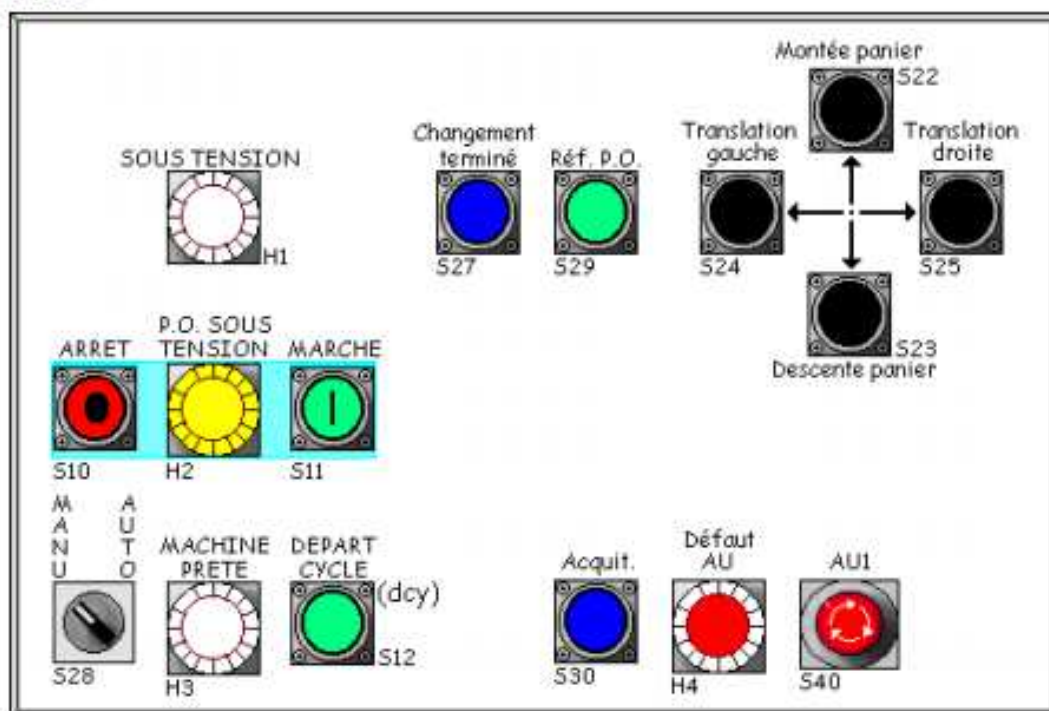 Montée panier
S22
Changement
terminé
Réf. P.O.
Translation
gauche
Translation
droite
SOUS TENSION
H1
S27
S29
S24
S25
P.O. SOUS
TENSION
ARRET
MARCHE
S23
Descente panier
S10
H2
S11
MANU
AUTO
MACHINE
PRETE
DEPART
CYCLE
(dcy)
Acquit.
Défaut
AU
AU1
S28
H3
S12
S30
H4
S40